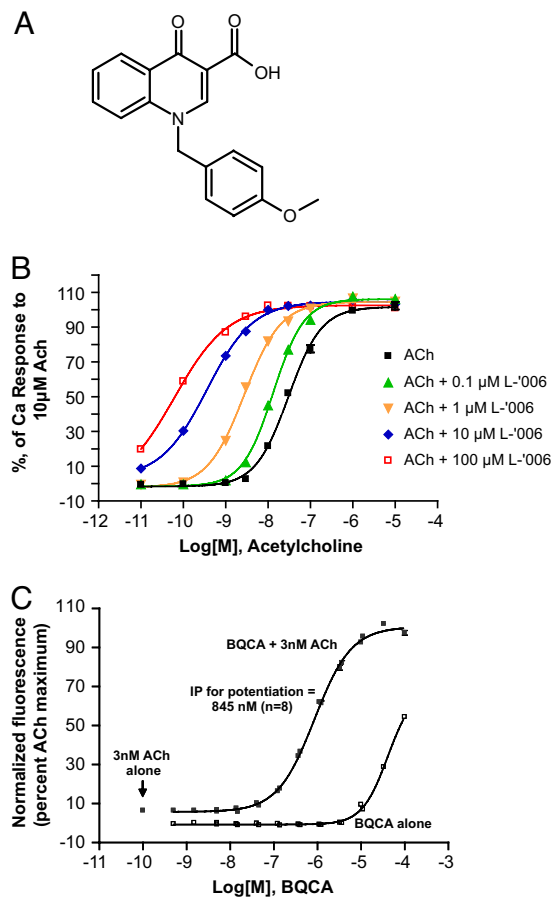 A
O
O
OH
N
O
B
%, of Ca Response to
10µM Ach
110
90
70
50
30
10
-10
-12
-11
-10
-9
-8
-7
-6
-5
-4
Log[M], Acetylcholine
ACh
ACh + 0.1 µM L-'006
ACh + 1 µM L-'006
ACh + 10 µM L-'006
ACh + 100 µM L-'006
C
Normalized fluorescence
(percent ACh maximum)
110
90
70
50
30
10
-10
BQCA + 3nM ACh
IP for potentiation =
845 nM (n=8)
3nM ACh
alone
BQCA alone
-11
-10
-9
-8
-7
-6
-5
-4
-3
Log[M], BQCA